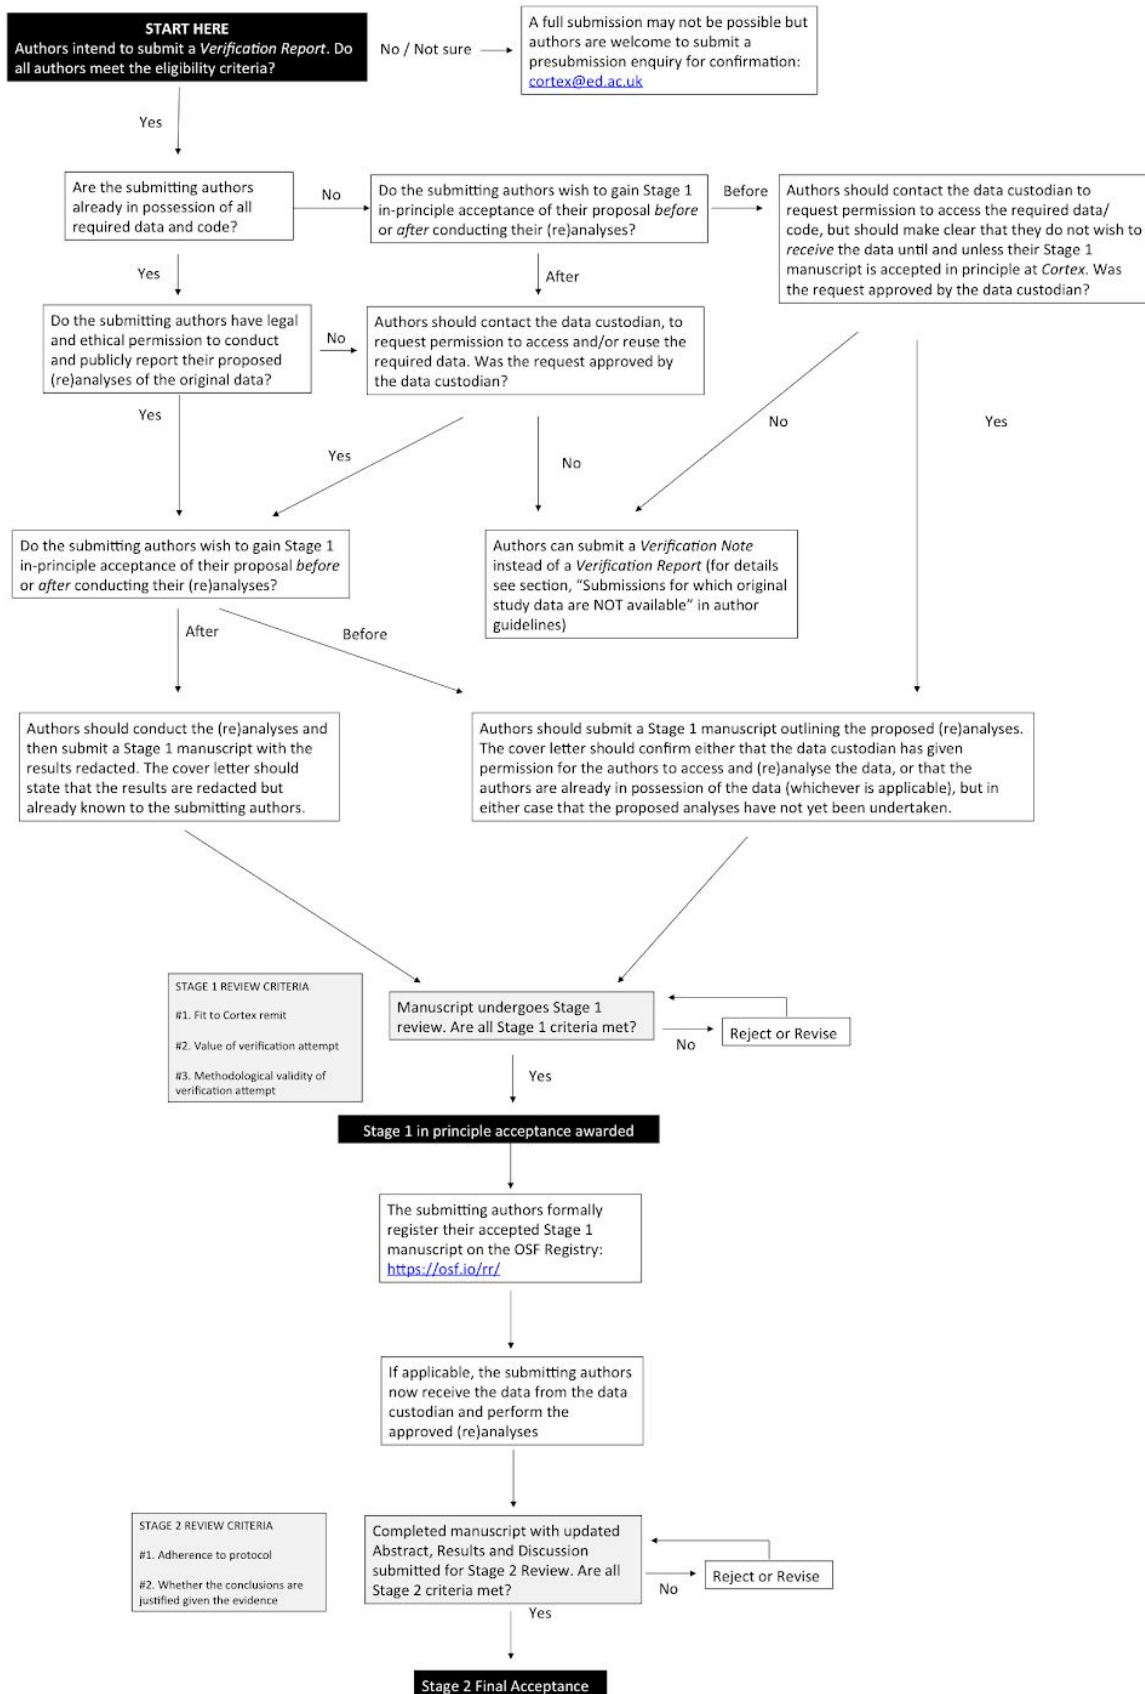 START HERE
Authors intend to submit a Verification Report. Do
all authors meet the eligibility criteria?
No / Not sure
A full submission may not be possible but
authors are welcome to submit a
presubmission enquiry for confirmation:
cortex@ed.ac.uk
Yes
Are the submitting authors
already in possession of all
required data and code?
No
Do the submitting authors wish to gain Stage 1
in-principle acceptance of their proposal before
or after conducting their (re)analyses?
Before
Authors should contact the data custodian to
request permission to access the required data/
code, but should make clear that they do not wish to
receive the data until and unless their Stage 1
manuscript is accepted in principle at Cortex. Was
the request approved by the data custodian?
Yes
After
Do the submitting authors have legal
and ethical permission to conduct
and publicly report their proposed
(re)analyses of the original data?
No
Authors should contact the data custodian, to
request permission to access and/or reuse the
required data. Was the request approved by
the data custodian?
Yes
Yes
No
No
Yes
Do the submitting authors wish to gain Stage 1
in-principle acceptance of their proposal before
or after conducting their (re)analyses?
Authors can submit a Verification Note
instead of a Verification Report (for details
see section, “Submissions for which original
study data are NOT available” in author
guidelines)
After
Before
Authors should conduct the (re)analyses and
then submit a Stage 1 manuscript with the
results redacted. The cover letter should
state that the results are redacted but
already known to the submitting authors.
Authors should submit a Stage 1 manuscript outlining the proposed (re)analyses.
The cover letter should confirm either that the data custodian has given
permission for the authors to access and (re)analyse the data, or that the
authors are already in possession of the data (whichever is applicable), but in
either case that the proposed analyses have not yet been undertaken.
STAGE 1 REVIEW CRITERIA
#1. Fit to Cortex remit
#2. Value of verification attempt
#3. Methodological validity of
verification attempt
Manuscript undergoes Stage 1
review. Are all Stage 1 criteria met?
No
Reject or Revise
Yes
Stage 1 in principle acceptance awarded
The submitting authors formally
register their accepted Stage 1
manuscript on the OSF Registry:
https://osf.io/rr/
If applicable, the submitting authors
now receive the data from the data
custodian and perform the
approved (re)analyses
STAGE 2 REVIEW CRITERIA
#1. Adherence to protocol
#2. Whether the conclusions are
justified given the evidence
Completed manuscript with updated
Abstract, Results and Discussion
submitted for Stage 2 Review. Are all
Stage 2 criteria met?
No
Reject or Revise
Yes
Stage 2 Final Acceptance